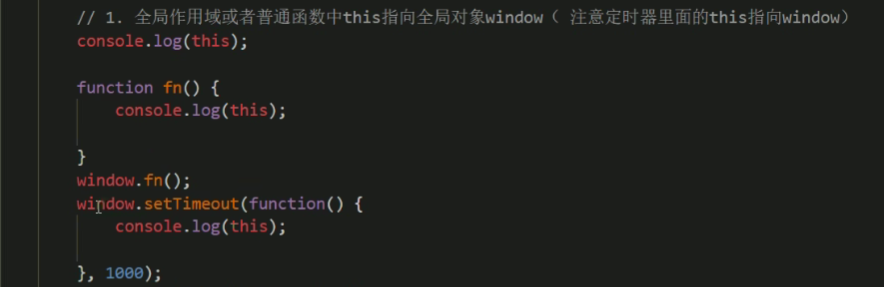 // 1. 全局作用域或者普通函数中this指向全局对象window（ 注意定时器里面的this指向window）
console.log(this);
function fn() {
console.log(this);
}
window.fn();
window.setTimeout(function() {
console.log(this);
}, 1000);